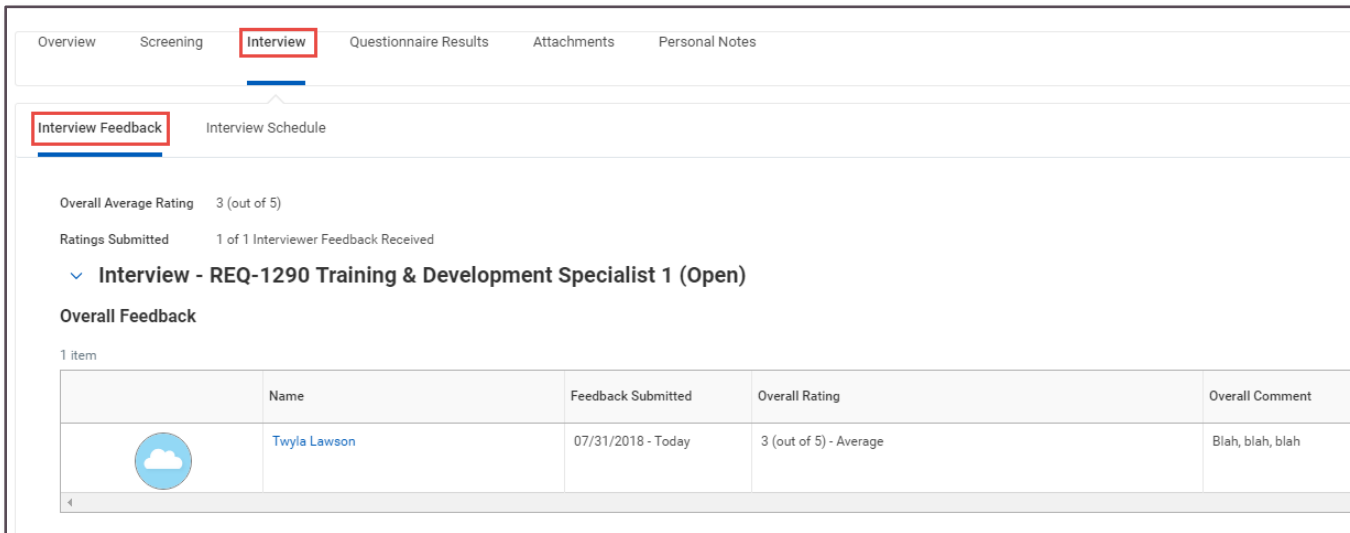 Overview Screening Interview Questionnaire Results Attachments Personal Notes
Interview Feedback Interview Schedule
Overall Average Rating 3 (out of 5)
Ratings Submitted 1 of 1 Interviewer Feedback Received
Interview - REQ-1290 Training & Development Specialist 1 (Open)
Overall Feedback
1 item
Name Feedback Submitted Overall Rating Overall Comment
Twyla Lawson 07/31/2018 - Today 3 (out of 5) - Average Blah, blah, blah